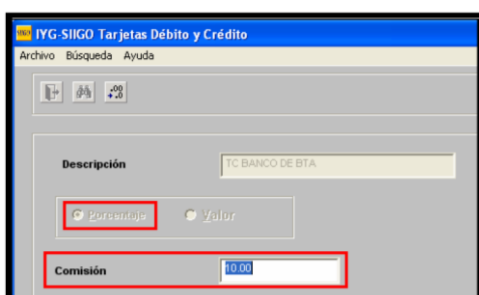 IYG-SIIGO Tarjetas Débito y Crédito
Archivo Búsqueda Ayuda
Descripción TC BANCO DE BTA.
Porcentaje Valor
Comisión 10.00